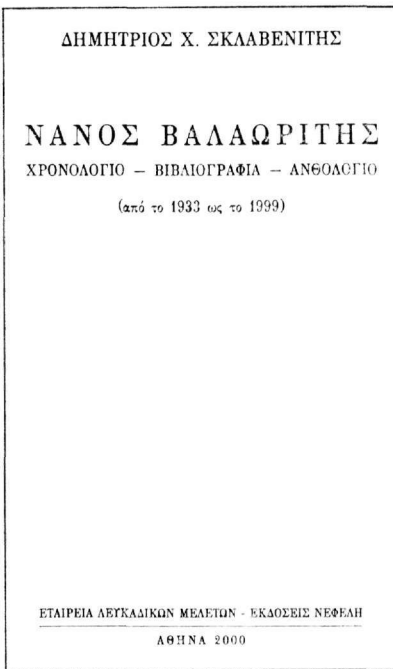 ΔΗΜΗΤΡΙΟΣ Χ. ΣΚΛΑΒΕΝΙΤΗΣ
ΝΑΝΟΣ ΒΑΛΑΩΡΙΤΗΣ
ΧΡΟΝΟΛΟΓΙΟ – ΒΙΒΛΙΟΓΡΑΦΙΑ – ΑΝΘΟΛΟΓΙΟ
(από το 1933 ως το 1999)
ΕΤΑΙΡΕΙΑ ΛΕΥΚΑΔΙΚΩΝ ΜΕΛΕΤΩΝ - ΕΚΔΟΣΕΙΣ ΝΕΦΕΛΗ
ΑΘΗΝΑ 2000